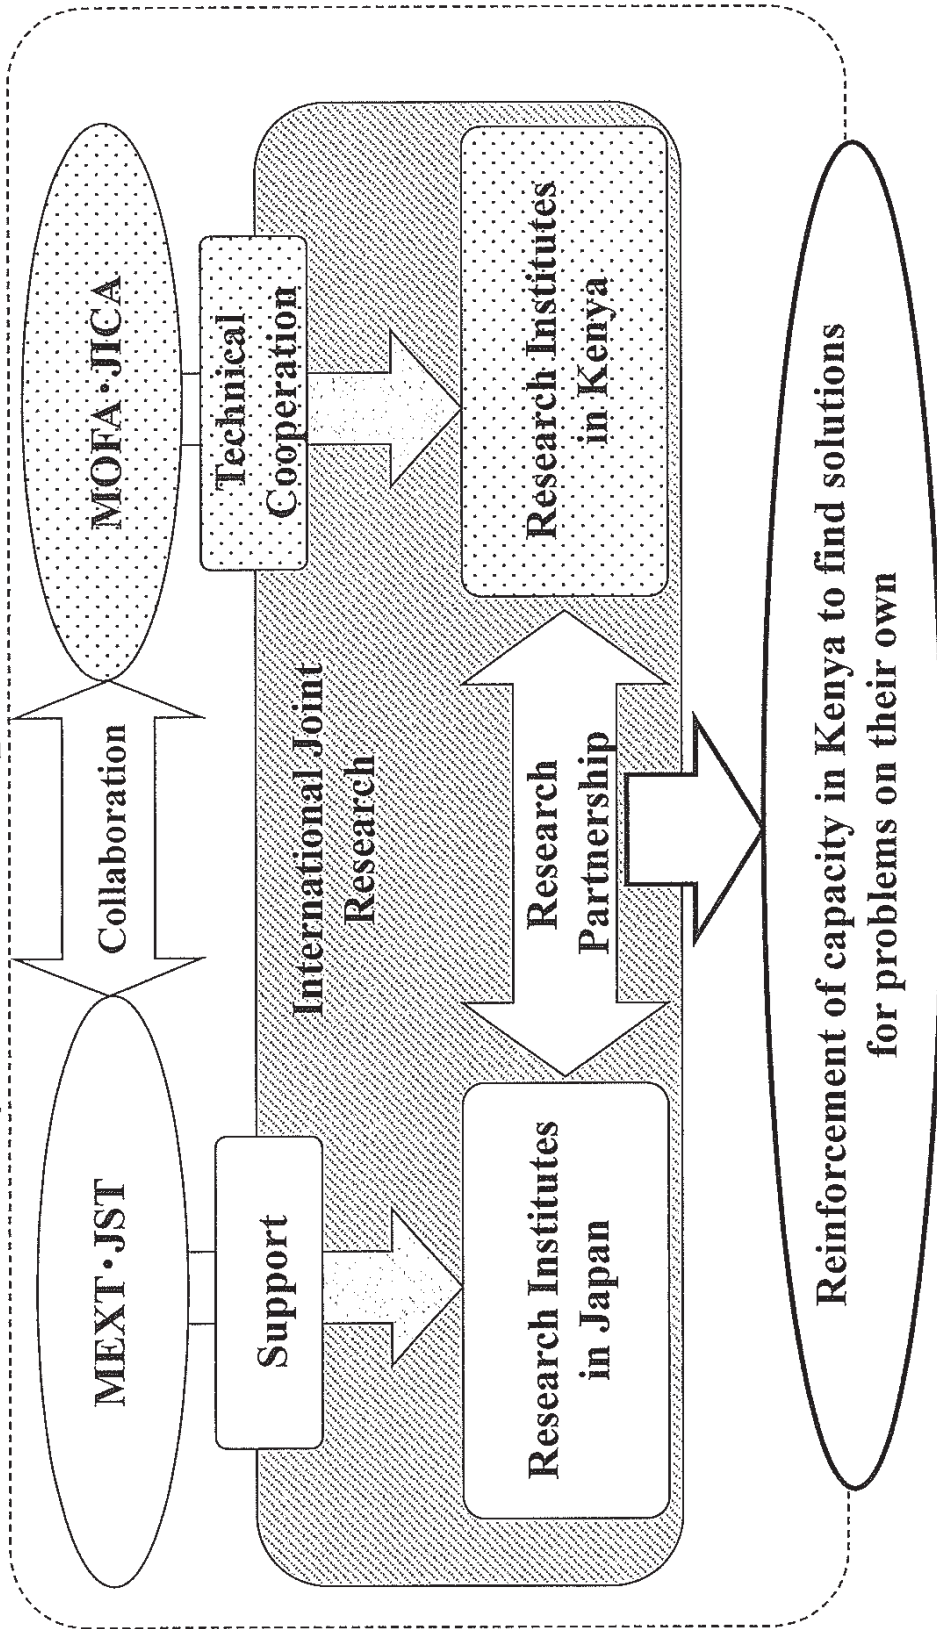 MEXT・JST
Collaboration
MOFA・JICA
Support
Technical
Cooperation
International Joint
Research
Research Institutes
in Japan
Research
Partnership
Research Institutes
in Kenya
Reinforcement of capacity in Kenya to find solutions
for problems on their own